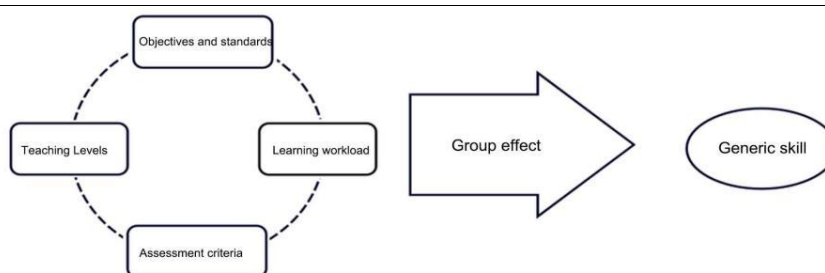 Objectives and standards
Teaching Levels
Learning workload
Group effect
Generic skill
Assessment criteria